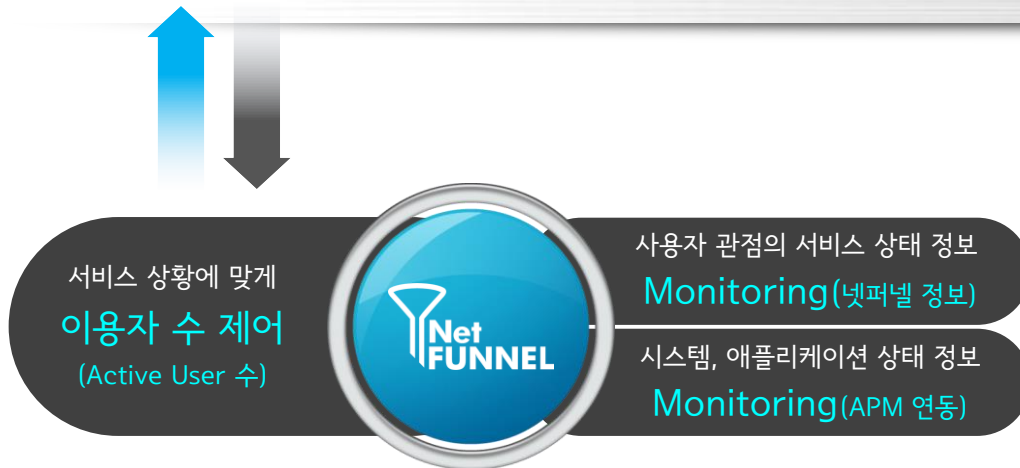 서비스 상황에 맞게
이용자 수 제어
(Active User 수)
Net
FUNNEL
사용자 관점의 서비스 상태 정보
Monitoring(넷퍼넬 정보)
시스템, 애플리케이션 상태 정보
Monitoring(APM 연동)